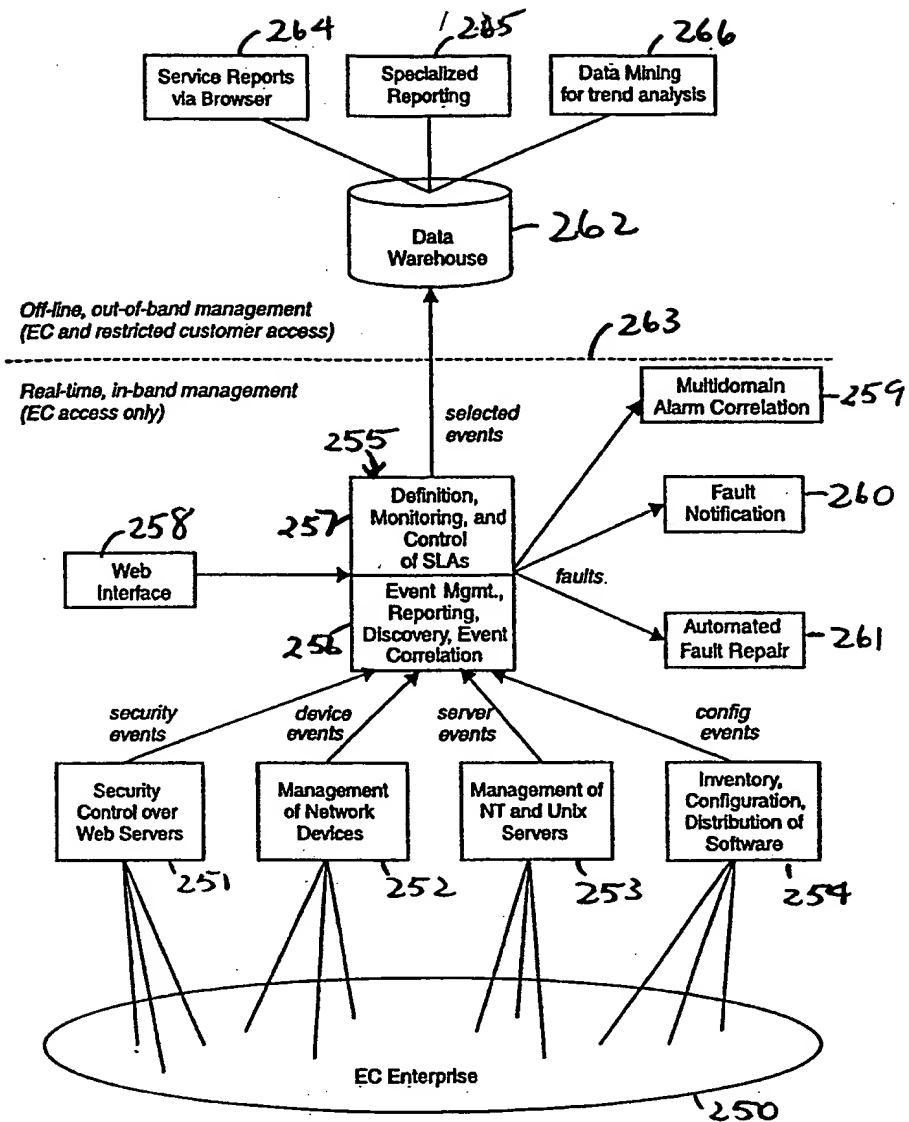 264
265
266
Service Reports
via Browser
Specialized
Reporting
Data Mining
for trend analysis
Data
Warehouse
262
Off-line, out-of-band management
(EC and restricted customer access)
263
Real-time, in-band management
(EC access only)
selected
events
Multidomain
Alarm Correlation
259
255
257
Definition,
Monitoring, and
Control
of SLAs
Fault
Notification
260
258
Web
Interface
faults.
256
Event Mgmt.,
Reporting,
Discovery, Event
Correlation
Automated
Fault Repair
261
security
events
device
events
server
events
config
events
Security
Control over
Web Servers
Management
of Network
Devices
Management of
NT and Unix
Servers
Inventory,
Configuration,
Distribution of
Software
251
252
253
254
EC Enterprise
250